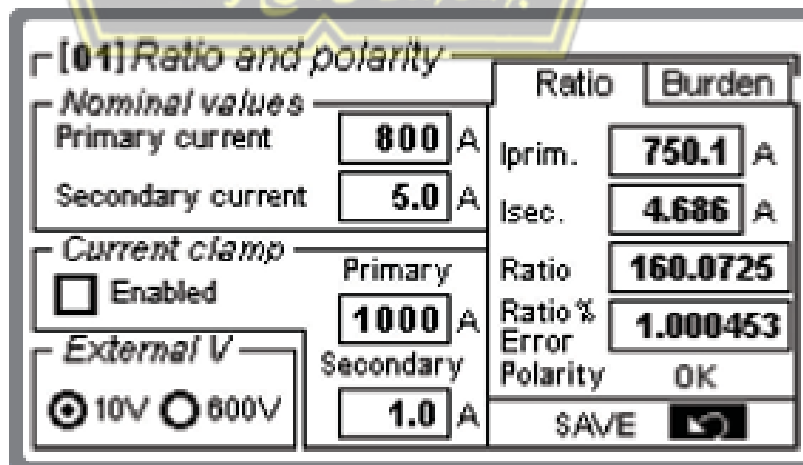 [01] Ratio and polarity
Nominal values
Primary current 800 A
Secondary current 5.0 A
Current clamp
Enabled
Primary
1000 A
Secondary
1.0 A
External V
10V 600V
Ratio Burden
Iprim. 750.1 A
Isec. 4.686 A
Ratio 160.0725
Ratio %
Error 1.000453
Polarity OK
SAVE